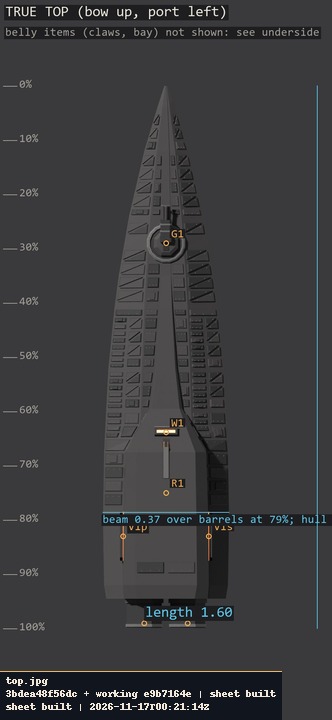 TRUE TOP (bow up, port left)
belly items (claws, bay) not shown: see underside
0%
10%
20%
G1
30%
40%
50%
60%
W1
70%
R1
80%
beam 0.37 over barrels at 79%; hull
V1p
V1s
90%
length 1.60
100%
top.jpg
3bdea48f56dc + working e9b7164e | sheet built
sheet built | 2026-11-17T00:21:14Z